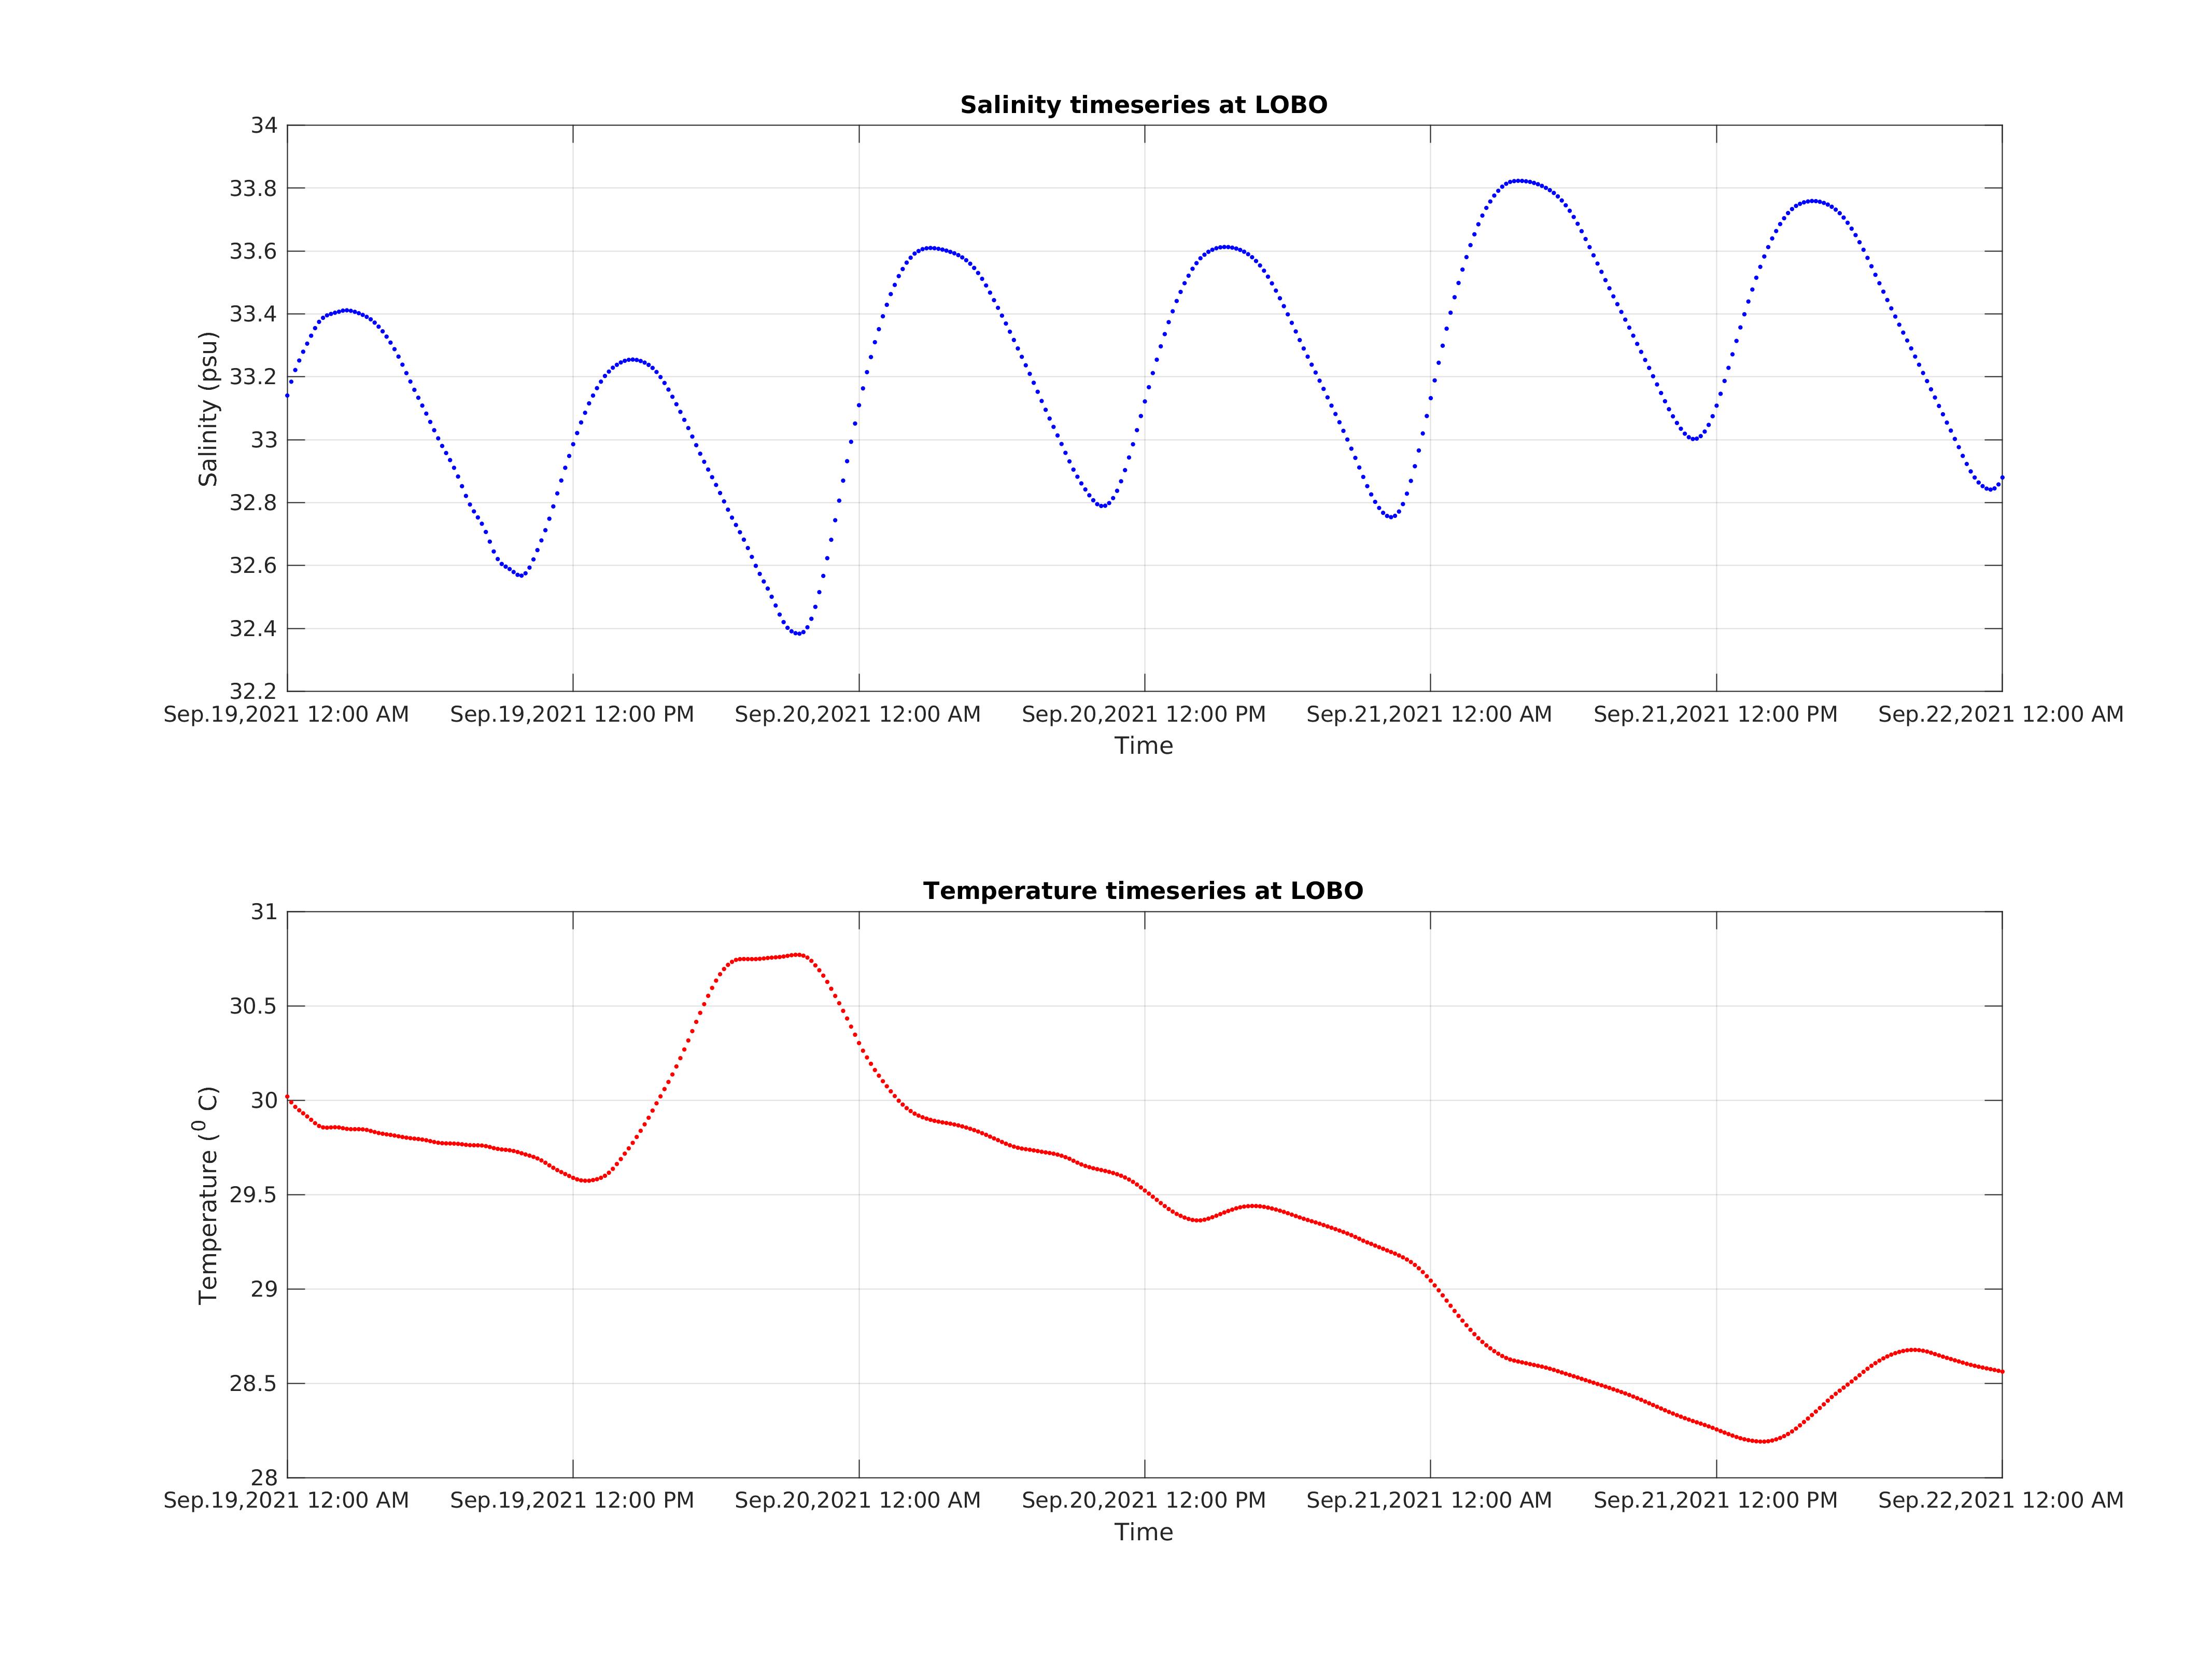 Salinity timeseries at LOBO
34
33.8
33.6
33.4
33.2
33
32.8
32.6
32.4
32.2
Salinity (psu)
Sep.19,2021 12:00 AM Sep.19,2021 12:00 PM Sep.20,2021 12:00 AM Sep.20,2021 12:00 PM Sep.21,2021 12:00 AM Sep.21,2021 12:00 PM Sep.22,2021 12:00 AM
Time
Temperature timeseries at LOBO
31
30.5
30
29.5
29
28.5
28
Temperature (⁰ C)
Sep.19,2021 12:00 AM Sep.19,2021 12:00 PM Sep.20,2021 12:00 AM Sep.20,2021 12:00 PM Sep.21,2021 12:00 AM Sep.21,2021 12:00 PM Sep.22,2021 12:00 AM
Time